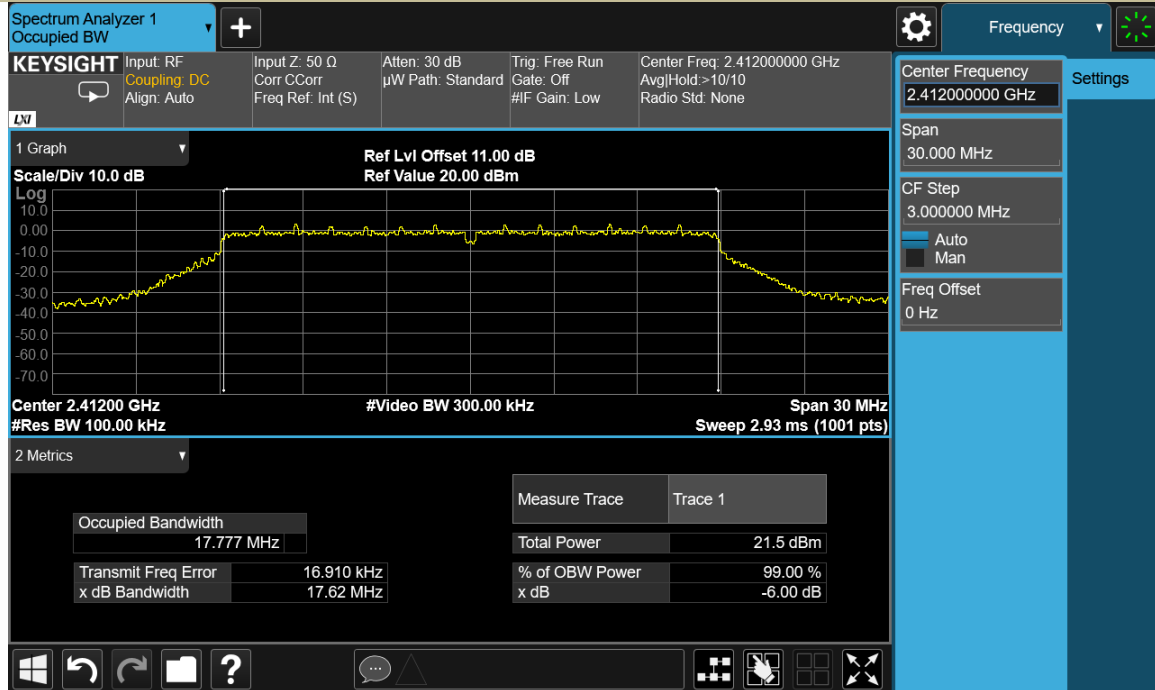 Spectrum Analyzer 1
Occupied BW
+
Frequency
KEYSIGHT
LXI
Input: RF
Coupling: DC
Align: Auto
Input Z: 50 Ω
Corr CCorr
Freq Ref: Int (S)
Atten: 30 dB
µW Path: Standard
Trig: Free Run
Gate: Off
#IF Gain: Low
Center Freq: 2.412000000 GHz
Avg|Hold:>10/10
Radio Std: None
Center Frequency
2.412000000 GHz
Settings
Span
30.000 MHz
CF Step
3.000000 MHz
Auto
Man
Freq Offset
0 Hz
1 Graph
Scale/Div 10.0 dB
Ref Lvl Offset 11.00 dB
Ref Value 20.00 dBm
Log
10.0
0.00
-10.0
-20.0
-30.0
-40.0
-50.0
-60.0
-70.0
Center 2.41200 GHz
#Video BW 300.00 kHz
Span 30 MHz
#Res BW 100.00 kHz
Sweep 2.93 ms (1001 pts)
2 Metrics
Measure Trace
Trace 1
Occupied Bandwidth
17.777 MHz
Total Power
21.5 dBm
Transmit Freq Error
16.910 kHz
% of OBW Power
99.00 %
x dB Bandwidth
17.62 MHz
x dB
-6.00 dB
?